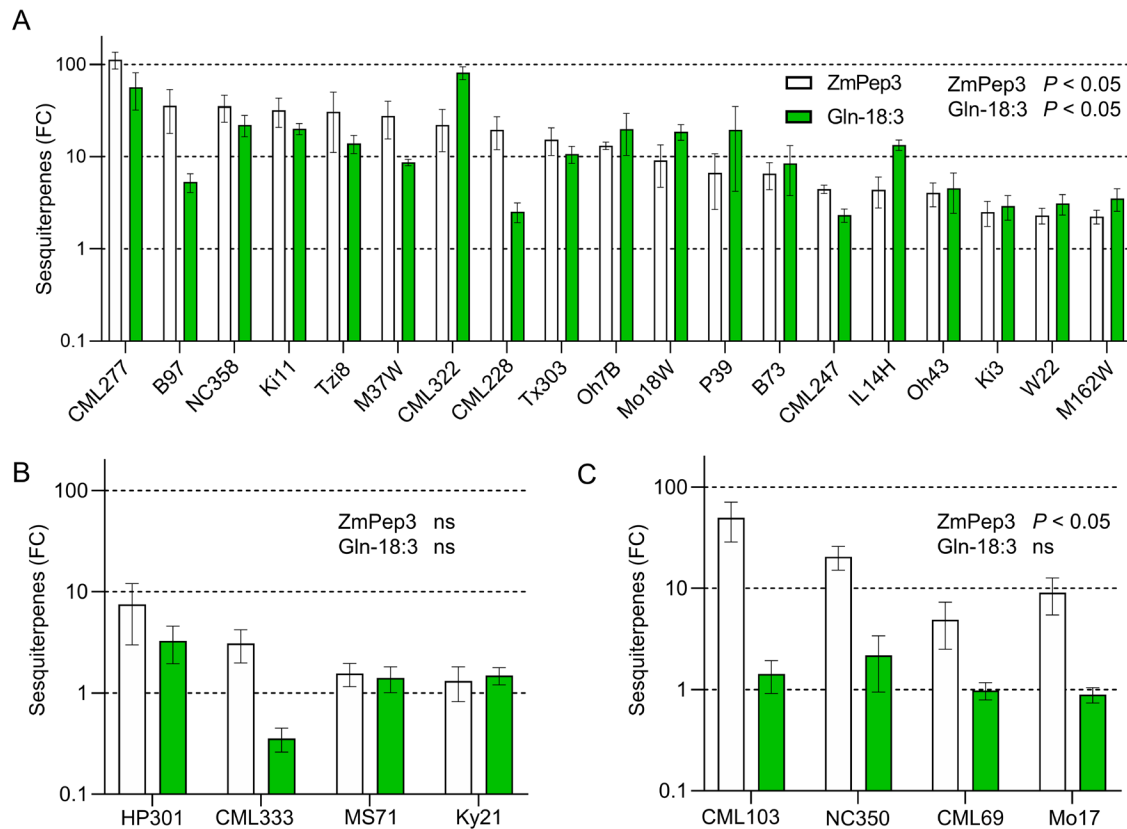 A
Sesquiterpenes (FC)
100
10
1
0.1
ZmPep3
Gln-18:3
ZmPep3 P < 0.05
Gln-18:3 P < 0.05
CML277 B97 NC358 Ki11 Tzi8 M37W CML322 CML228 Tx303 Oh7B Mo18W P39 B73 CML247 IL14H Oh43 Ki3 W22 M162W
B
Sesquiterpenes (FC)
100
10
1
0.1
ZmPep3 ns
Gln-18:3 ns
HP301 CML333 MS71 Ky21
C
Sesquiterpenes (FC)
100
10
1
0.1
ZmPep3 P < 0.05
Gln-18:3 ns
CML103 NC350 CML69 Mo17